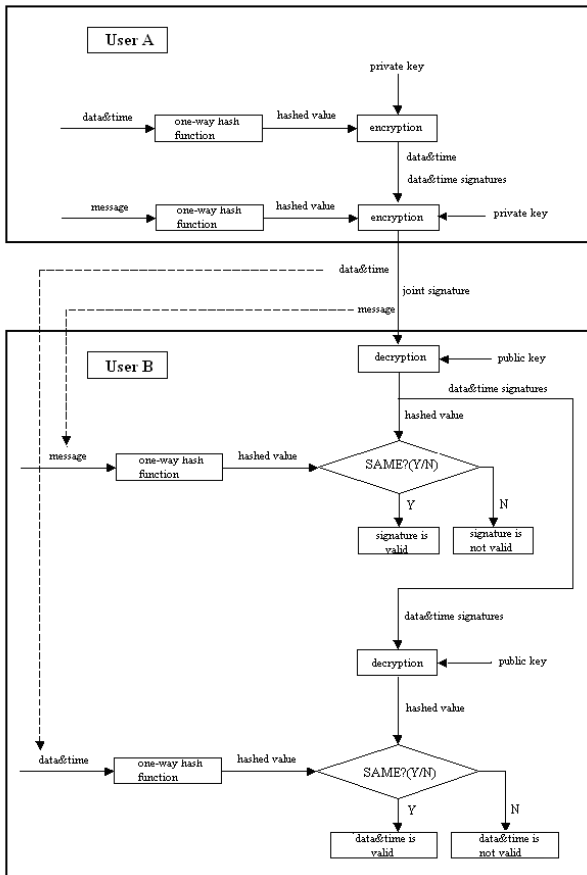 User A
private key
data&time
one-way hash
function
hashed value
encryption
data&time
data&time signatures
message
one-way hash
function
hashed value
encryption
private key
data&time
joint signature
message
User B
decryption
public key
data&time signatures
hashed value
message
one-way hash
function
hashed value
SAME?(Y/N)
Y
N
signature is
valid
signature is
not valid
data&time signatures
decryption
public key
hashed value
data&time
one-way hash
function
hashed value
SAME?(Y/N)
Y
N
data&time is
valid
data&time is
not valid